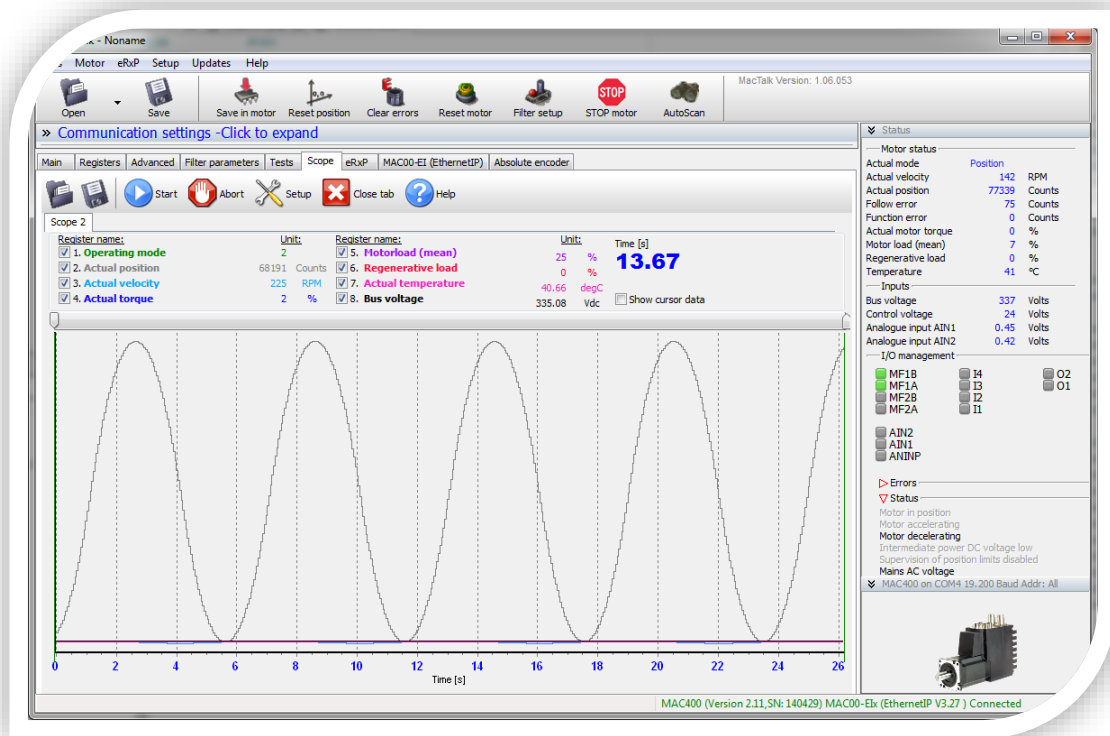 - Noname
Motor eRxP Setup Updates Help
Open Save Save in motor Reset position Clear errors Reset motor Filter setup STOP motor AutoScan
STOP
MacTalk Version: 1.06.053
» Communication settings -Click to expand
Main Registers Advanced Filter parameters Tests Scope eRxP MAC00-EI (EthernetIP) Absolute encoder
Start Abort Setup Close tab Help
Scope 2
Register name: Unit: Register name: Unit: Time [s]
1. Operating mode 2 5. Motorload (mean) 25 % 13.67
2. Actual position 68191 Counts 6. Regenerative load 0 %
3. Actual velocity 225 RPM 7. Actual temperature 40.66 degC
4. Actual torque 2 % 8. Bus voltage 335.08 Vdc Show cursor data
0 2 4 6 8 10 12 14 16 18 20 22 24 26
Time [s]
Status
Motor status
Actual mode Position
Actual velocity 142 RPM
Actual position 77339 Counts
Follow error 75 Counts
Function error 0 Counts
Actual motor torque 0 %
Motor load (mean) 7 %
Regenerative load 0 %
Temperature 41 °C
Inputs
Bus voltage 337 Volts
Control voltage 24 Volts
Analogue input AIN1 0.45 Volts
Analogue input AIN2 0.42 Volts
I/O management
MF1B I4 O2
MF1A I3 O1
MF2B I2
MF2A I1
AIN2
AIN1
ANINP
Errors
Status
Motor in position
Motor accelerating
Motor decelerating
Intermediate power DC voltage low
Supervision of position limits disabled
Mains AC voltage
MAC400 on COM4 19.200 Baud Addr: All
MAC400 (Version 2.11,SN: 140429) MAC00-EIx (EthernetIP V3.27 ) Connected